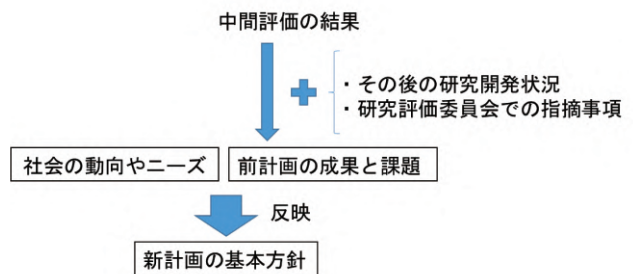 中間評価の結果
・その後の研究開発状況
・研究評価委員会での指摘事項
社会の動向やニーズ
前計画の成果と課題
反映
新計画の基本方針